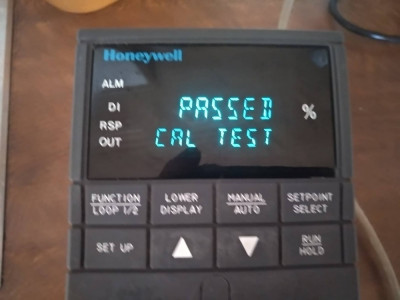 Honeywell
ALM
DI PASSED %
RSP
OUT CAL TEST
FUNCTION LOWER MANUAL SETPOINT
LOOP 1/2 DISPLAY AUTO SELECT
SET UP RUN
HOLD